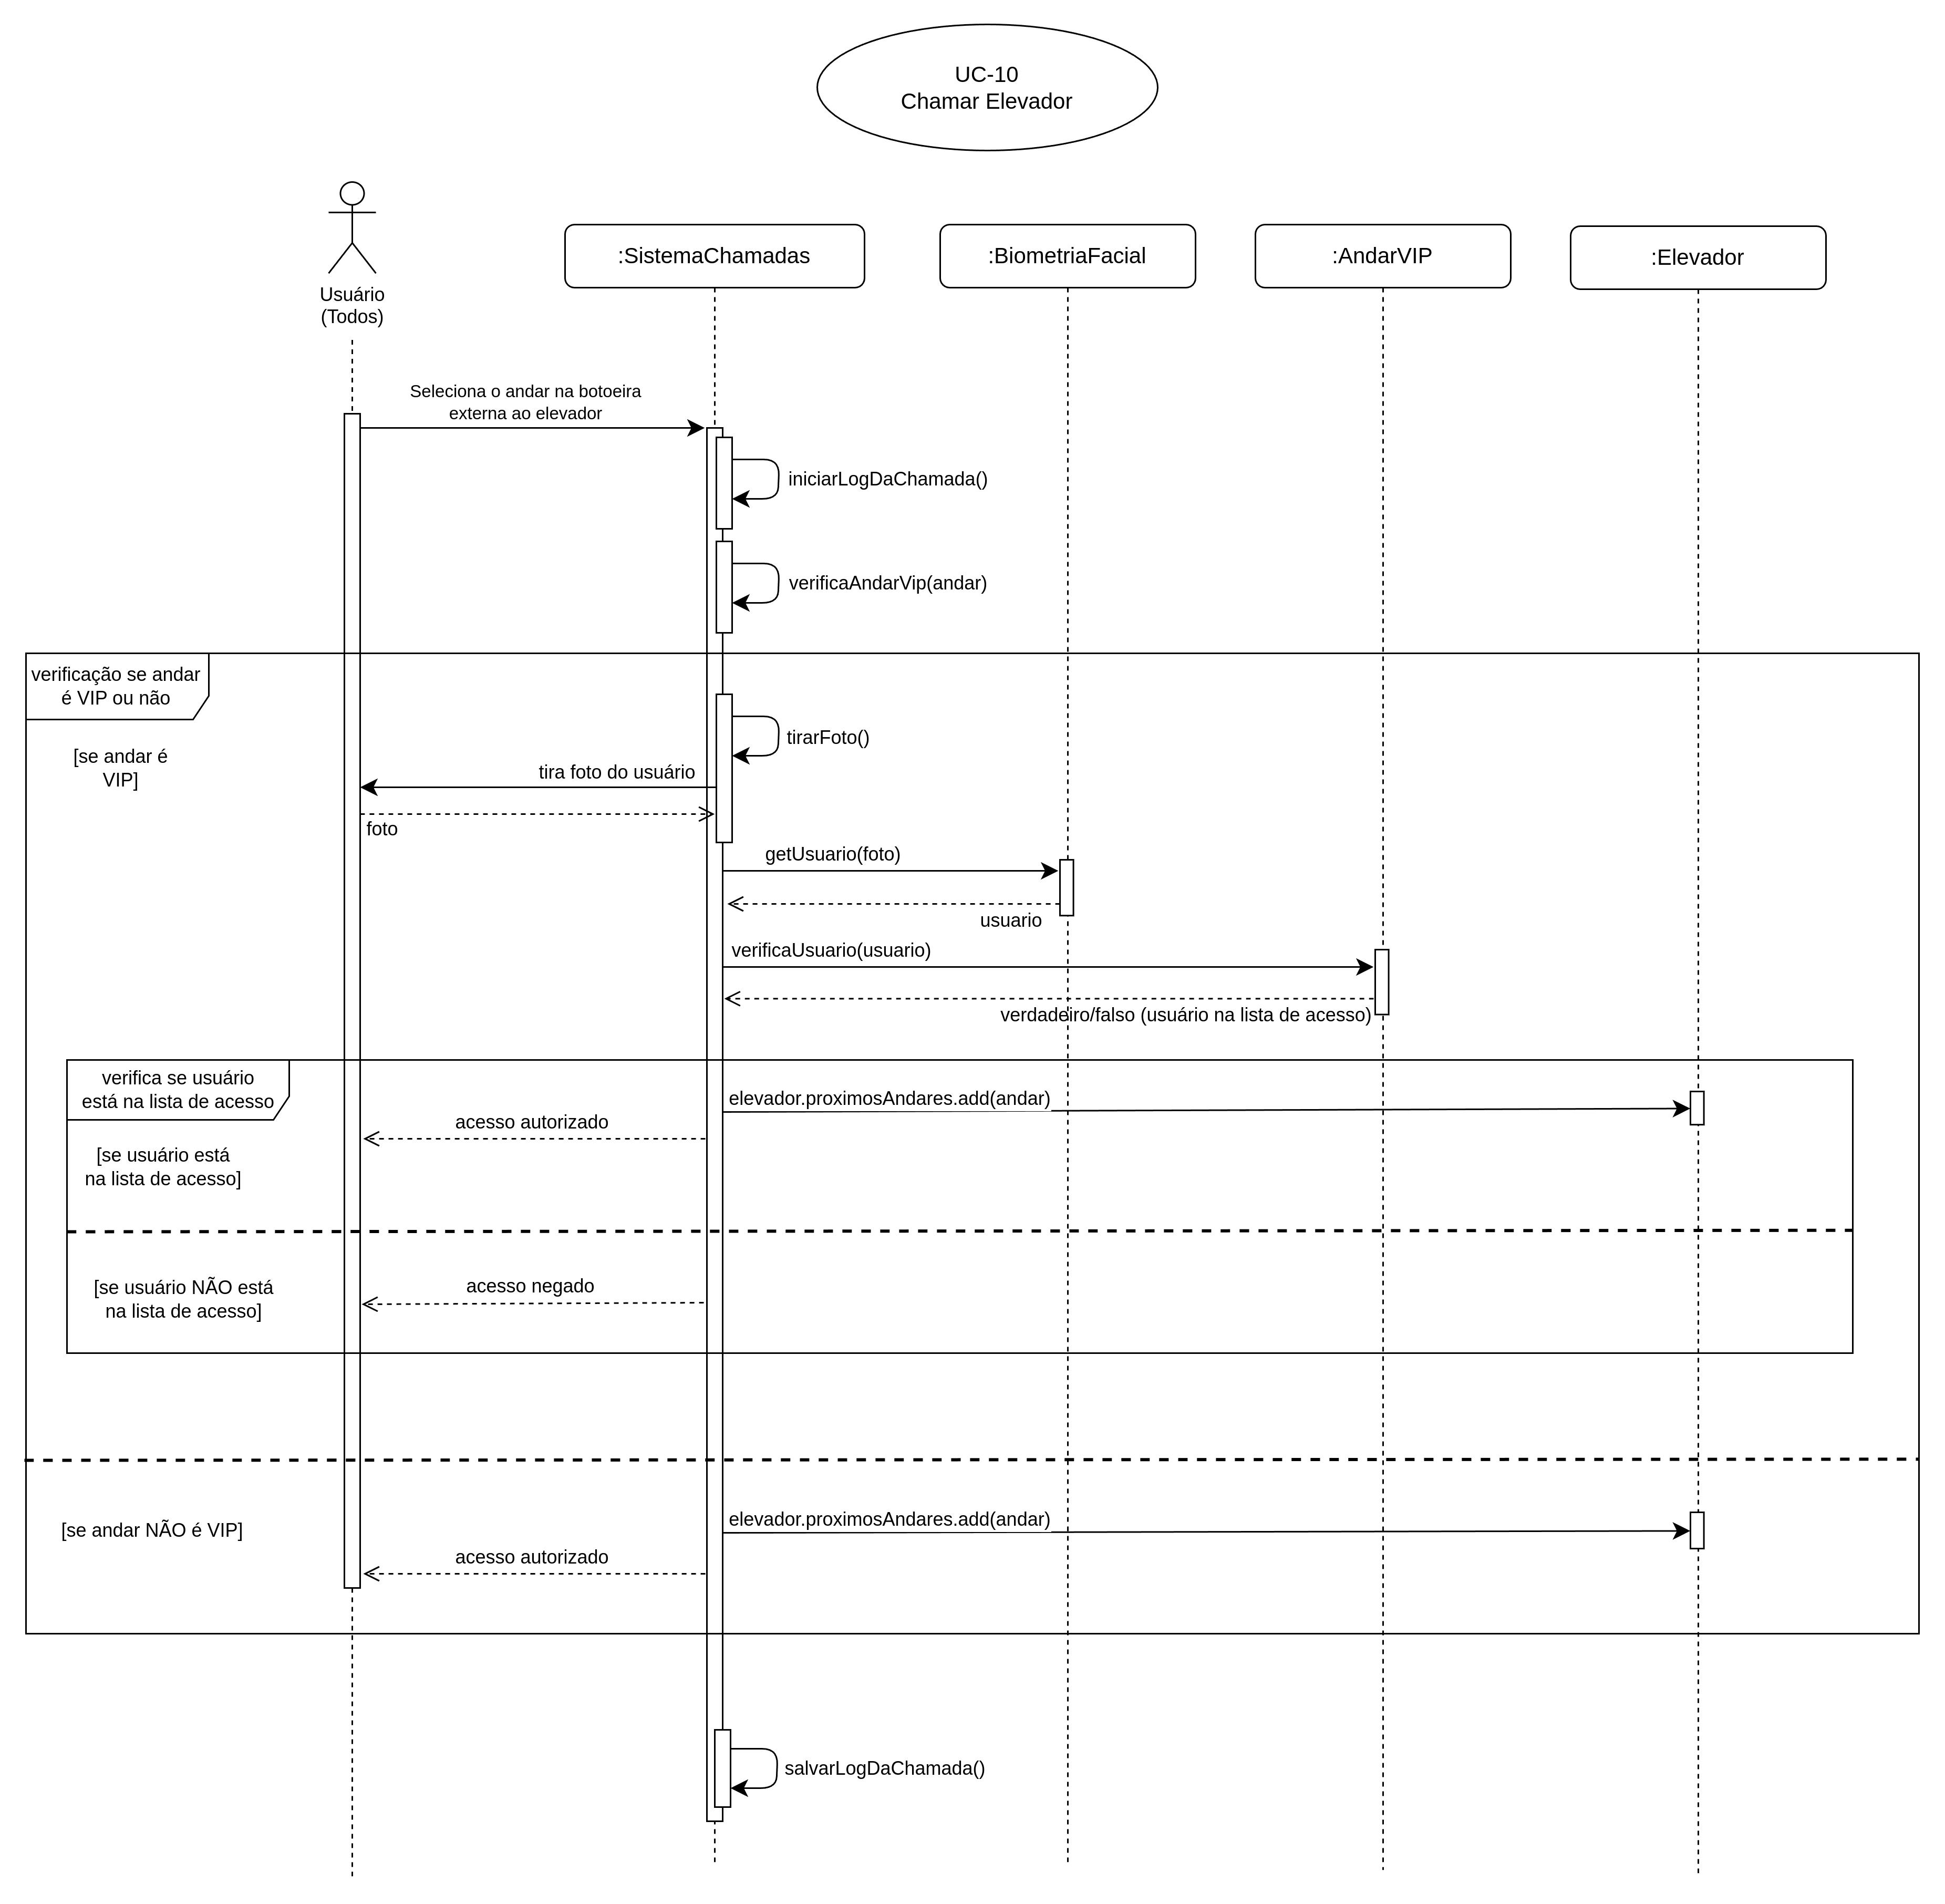 UC-10
Chamar Elevador
Usuário
(Todos)
:SistemaChamadas
:BiometriaFacial
:AndarVIP
:Elevador
Seleciona o andar na botoeira
externa ao elevador
iniciarLogDaChamada()
verificaAndarVip(andar)
verificação se andar
é VIP ou não
[se andar é
VIP]
tirarFoto()
tira foto do usuário
foto
getUsuario(foto)
usuario
verificaUsuario(usuario)
verdadeiro/falso (usuário na lista de acesso)
verifica se usuário
está na lista de acesso
elevador.proximosAndares.add(andar)
acesso autorizado
[se usuário está
na lista de acesso]
acesso negado
[se usuário NÃO está
na lista de acesso]
elevador.proximosAndares.add(andar)
[se andar NÃO é VIP]
acesso autorizado
salvarLogDaChamada()